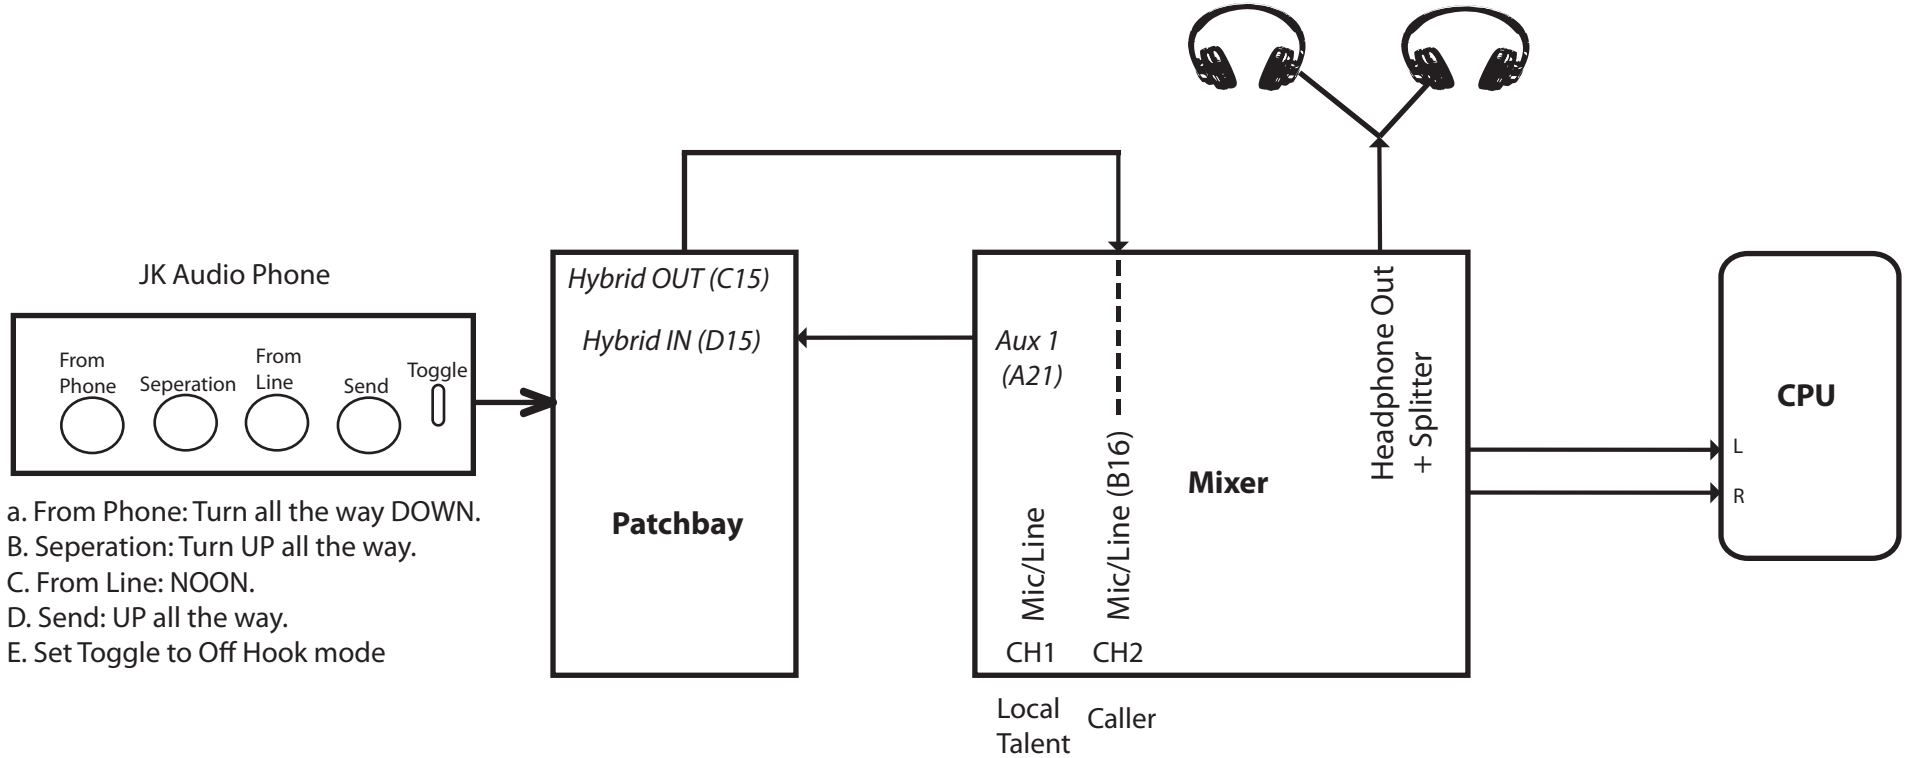 JK Audio Phone
From
Phone
Seperation
From
Line
Send
Toggle
a. From Phone: Turn all the way DOWN.
B. Seperation: Turn UP all the way.
C. From Line: NOON.
D. Send: UP all the way.
E. Set Toggle to Off Hook mode
Hybrid OUT (C15)
Hybrid IN (D15)
Patchbay
Aux 1
(A21)
Mic/Line
CH1
Mic/Line (B16)
CH2
Mixer
Headphone Out
+ Splitter
Local
Talent
Caller
CPU
L
R